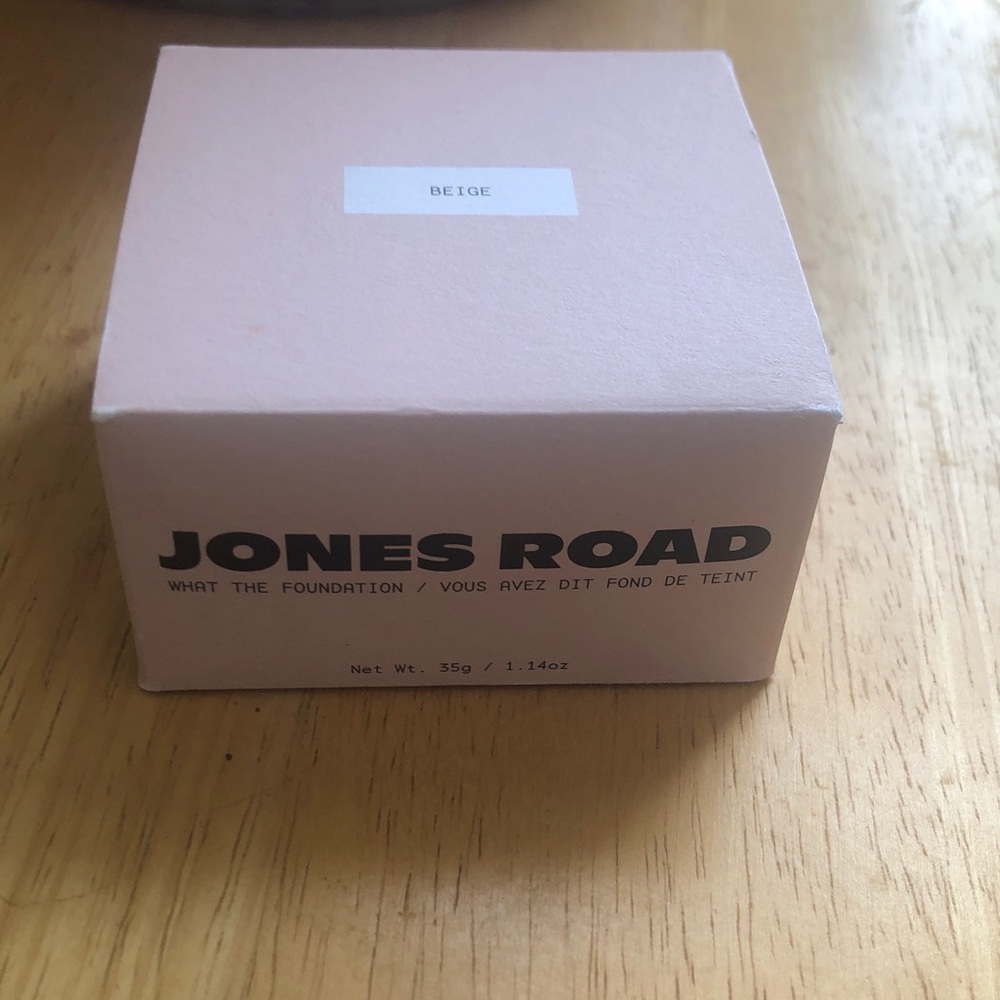 BEIGE
JONES ROAD
WHAT THE FOUNDATION / VOUS AVEZ DIT FOND DE TEINT
Net Wt. 35g / 1.14oz